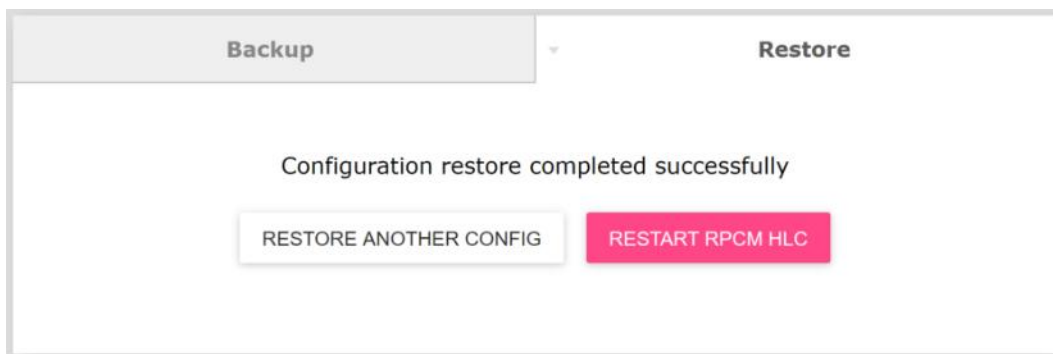 Backup Restore
Configuration restore completed successfully
RESTORE ANOTHER CONFIG RESTART RPCM HLC